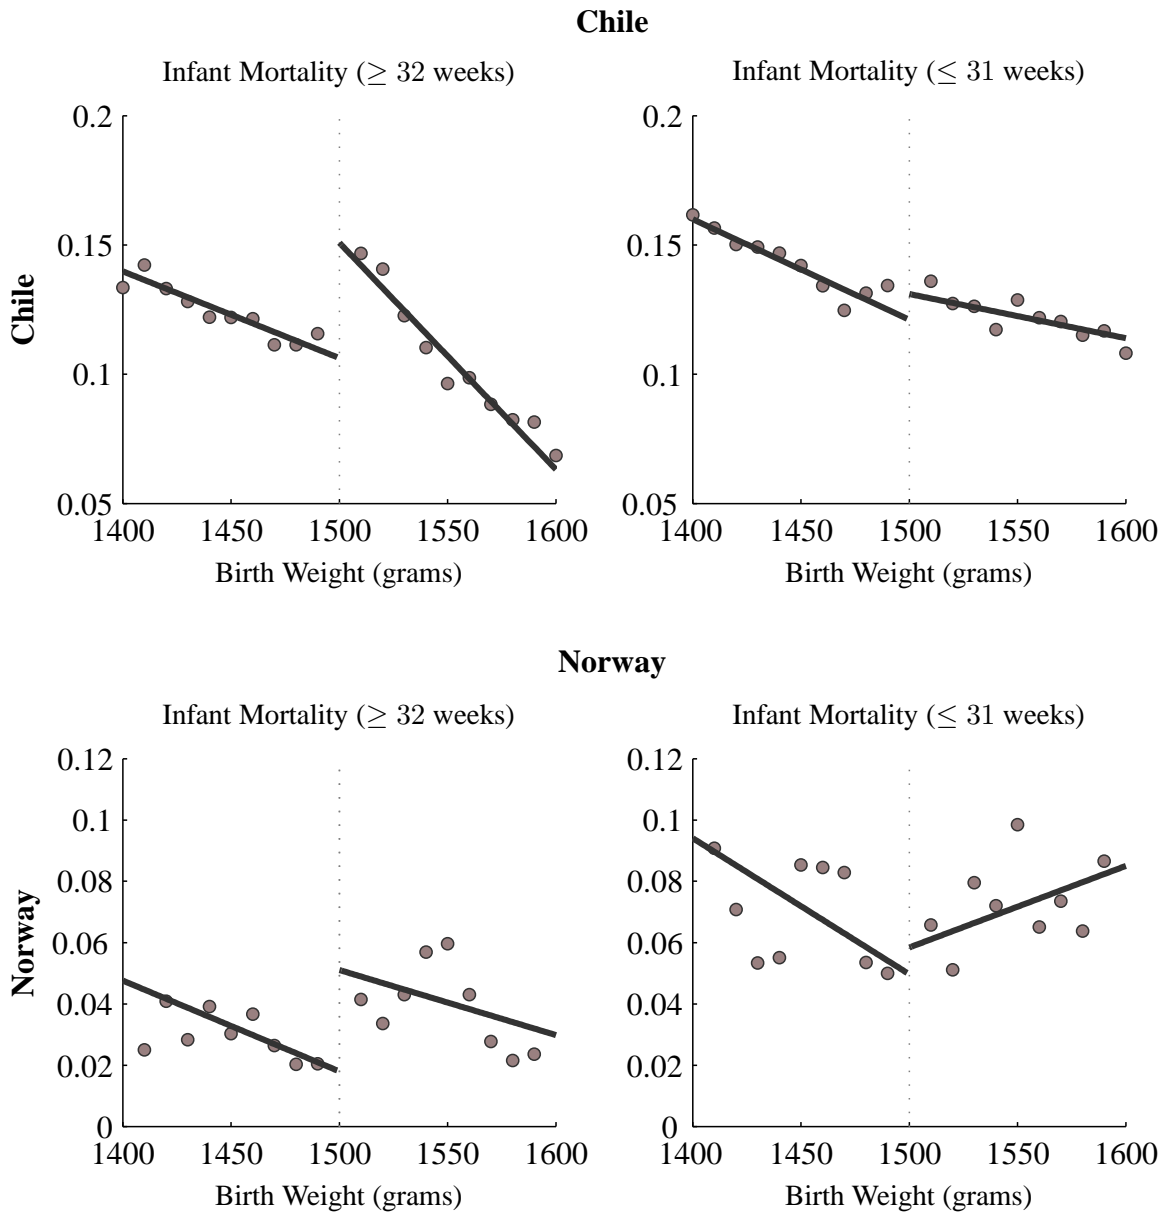 Chile
Infant Mortality (≥ 32 weeks)
Infant Mortality (≤ 31 weeks)
Chile
0.2
0.15
0.1
0.05
1400 1450 1500 1550 1600
Birth Weight (grams)
0.2
0.15
0.1
0.05
1400 1450 1500 1550 1600
Birth Weight (grams)
Norway
Infant Mortality (≥ 32 weeks)
Infant Mortality (≤ 31 weeks)
Norway
0.12
0.1
0.08
0.06
0.04
0.02
0
1400 1450 1500 1550 1600
Birth Weight (grams)
0.12
0.1
0.08
0.06
0.04
0.02
0
1400 1450 1500 1550 1600
Birth Weight (grams)